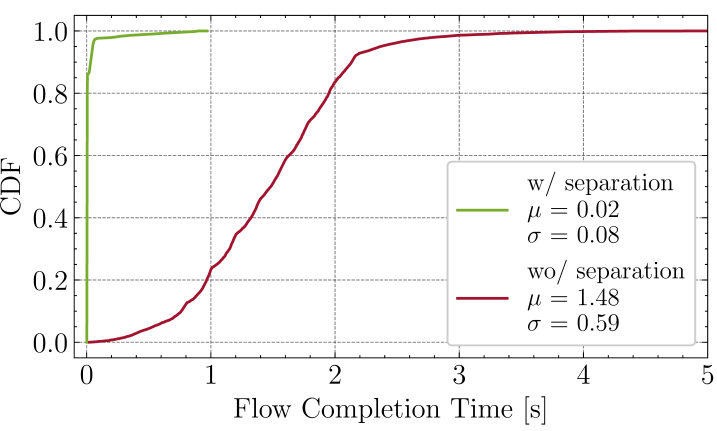 CDF
1.0
0.8
0.6
0.4
0.2
0.0
w/ separation
μ = 0.02
σ = 0.08
wo/ separation
μ = 1.48
σ = 0.59
0 1 2 3 4 5
Flow Completion Time [s]